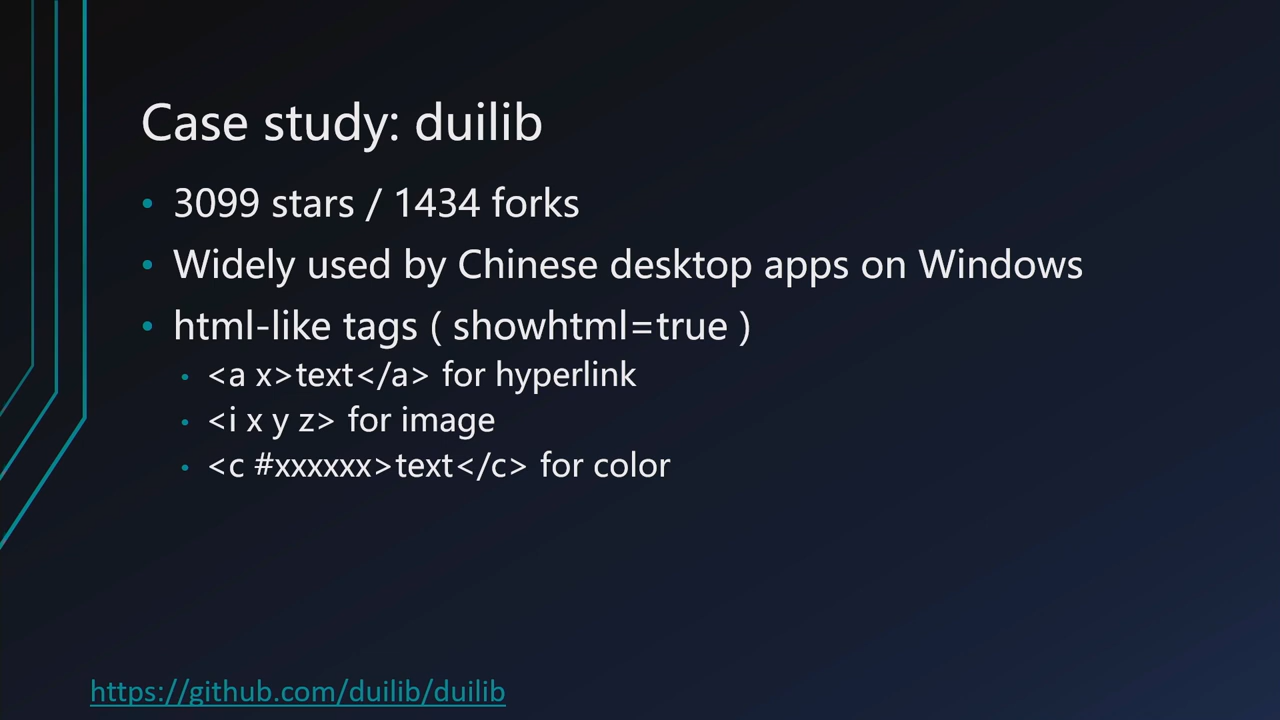 Case study: duilib
• 3099 stars / 1434 forks
• Widely used by Chinese desktop apps on Windows
• html-like tags ( showhtml=true )
• <a x>text</a> for hyperlink
• <i x y z> for image
• <c #xxxxxx>text</c> for color
https://github.com/duilib/duilib